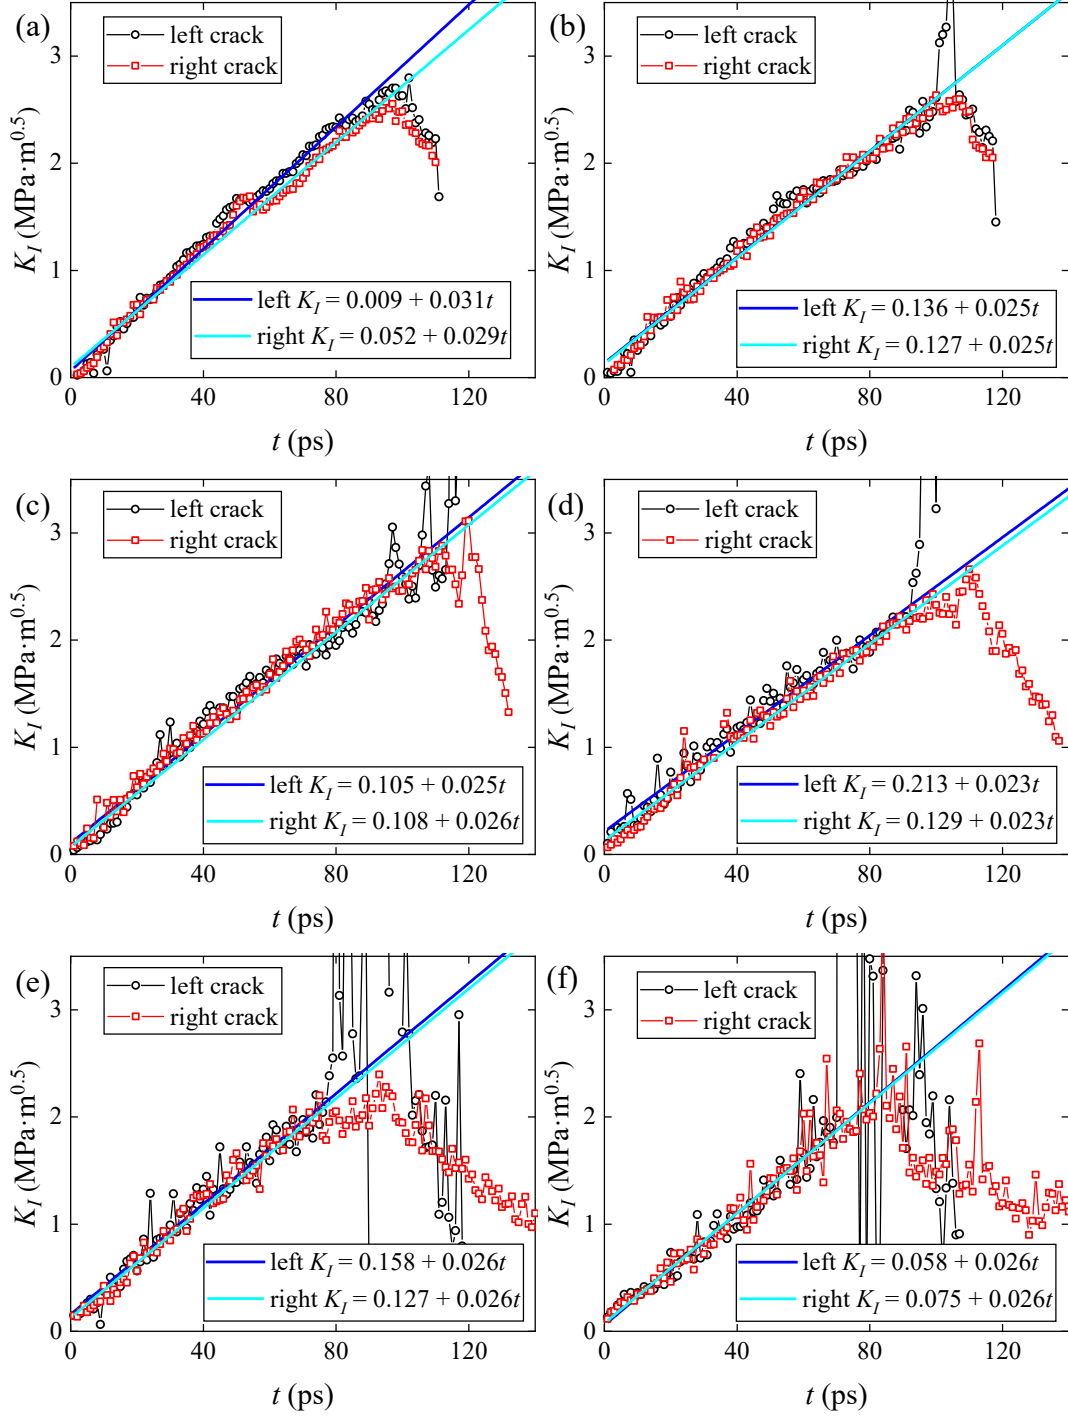 (a)
left crack
right crack
3
2
1
0
K_I (MPa·m^0.5)
left K_I = 0.009 + 0.031t
right K_I = 0.052 + 0.029t
0 40 80 120
t (ps)
(b)
left crack
right crack
3
2
1
0
K_I (MPa·m^0.5)
left K_I = 0.136 + 0.025t
right K_I = 0.127 + 0.025t
0 40 80 120
t (ps)
(c)
left crack
right crack
3
2
1
0
K_I (MPa·m^0.5)
left K_I = 0.105 + 0.025t
right K_I = 0.108 + 0.026t
0 40 80 120
t (ps)
(d)
left crack
right crack
3
2
1
0
K_I (MPa·m^0.5)
left K_I = 0.213 + 0.023t
right K_I = 0.129 + 0.023t
0 40 80 120
t (ps)
(e)
left crack
right crack
3
2
1
0
K_I (MPa·m^0.5)
left K_I = 0.158 + 0.026t
right K_I = 0.127 + 0.026t
0 40 80 120
t (ps)
(f)
left crack
right crack
3
2
1
0
K_I (MPa·m^0.5)
left K_I = 0.058 + 0.026t
right K_I = 0.075 + 0.026t
0 40 80 120
t (ps)